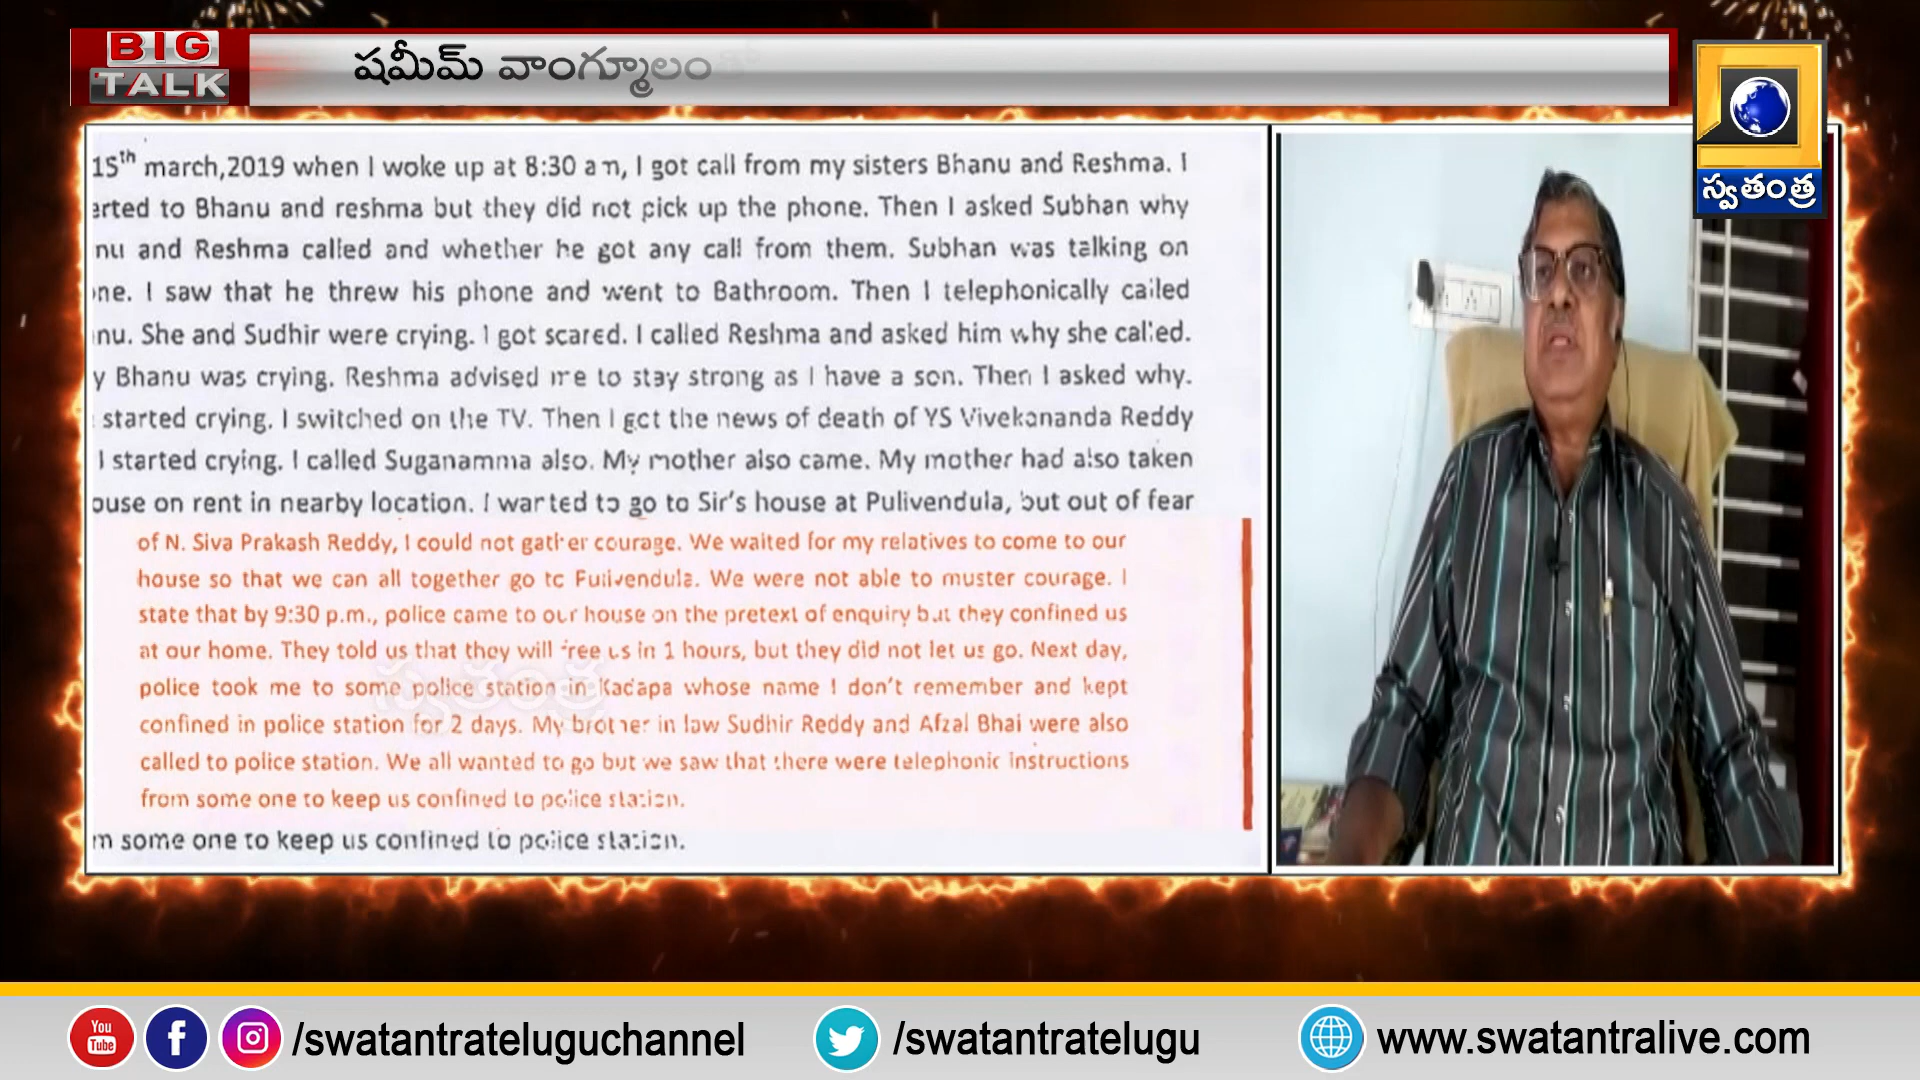 BIG
TALK
షమీమ్ వాంగ్మూలం
స్వతంత్ర
15th march,2019 when I woke up at 8:30 am, I got call from my sisters Bhanu and Reshma. I
erted to Bhanu and reshma but they did not pick up the phone. Then I asked Subhan why
nu and Reshma called and whether he got any call from them. Subhan was talking on
ne. I saw that he threw his phone and went to Bathroom. Then I telephonically called
nu. She and Sudhir were crying. I got scared. I called Reshma and asked him why she called.
y Bhanu was crying. Reshma advised me to stay strong as I have a son. Then I asked why.
started crying. I switched on the TV. Then I got the news of death of YS Vivekananda Reddy
I started crying. I called Suganamma also. My mother also came. My mother had also taken
ouse on rent in nearby location. I wanted to go to Sir's house at Pulivendula, but out of fear
of N. Siva Prakash Reddy, I could not gather courage. We waited for my relatives to come to our
house so that we can all together go to Pulivendula. We were not able to muster courage. I
state that by 9:30 p.m., police came to our house on the pretext of enquiry but they confined us
at our home. They told us that they will free us in 1 hours, but they did not let us go. Next day,
police took me to some police station in Kadapa whose name I don't remember and kept
confined in police station for 2 days. My brother in law Sudhir Reddy and Afzal Bhai were also
called to police station. We all wanted to go but we saw that there were telephonic instructions
from some one to keep us confined to police station.
m some one to keep us confined to police station.
స్వతంత్ర
You
Tube
/swatantrateluguchannel
/swatantratelugu
www.swatantralive.com